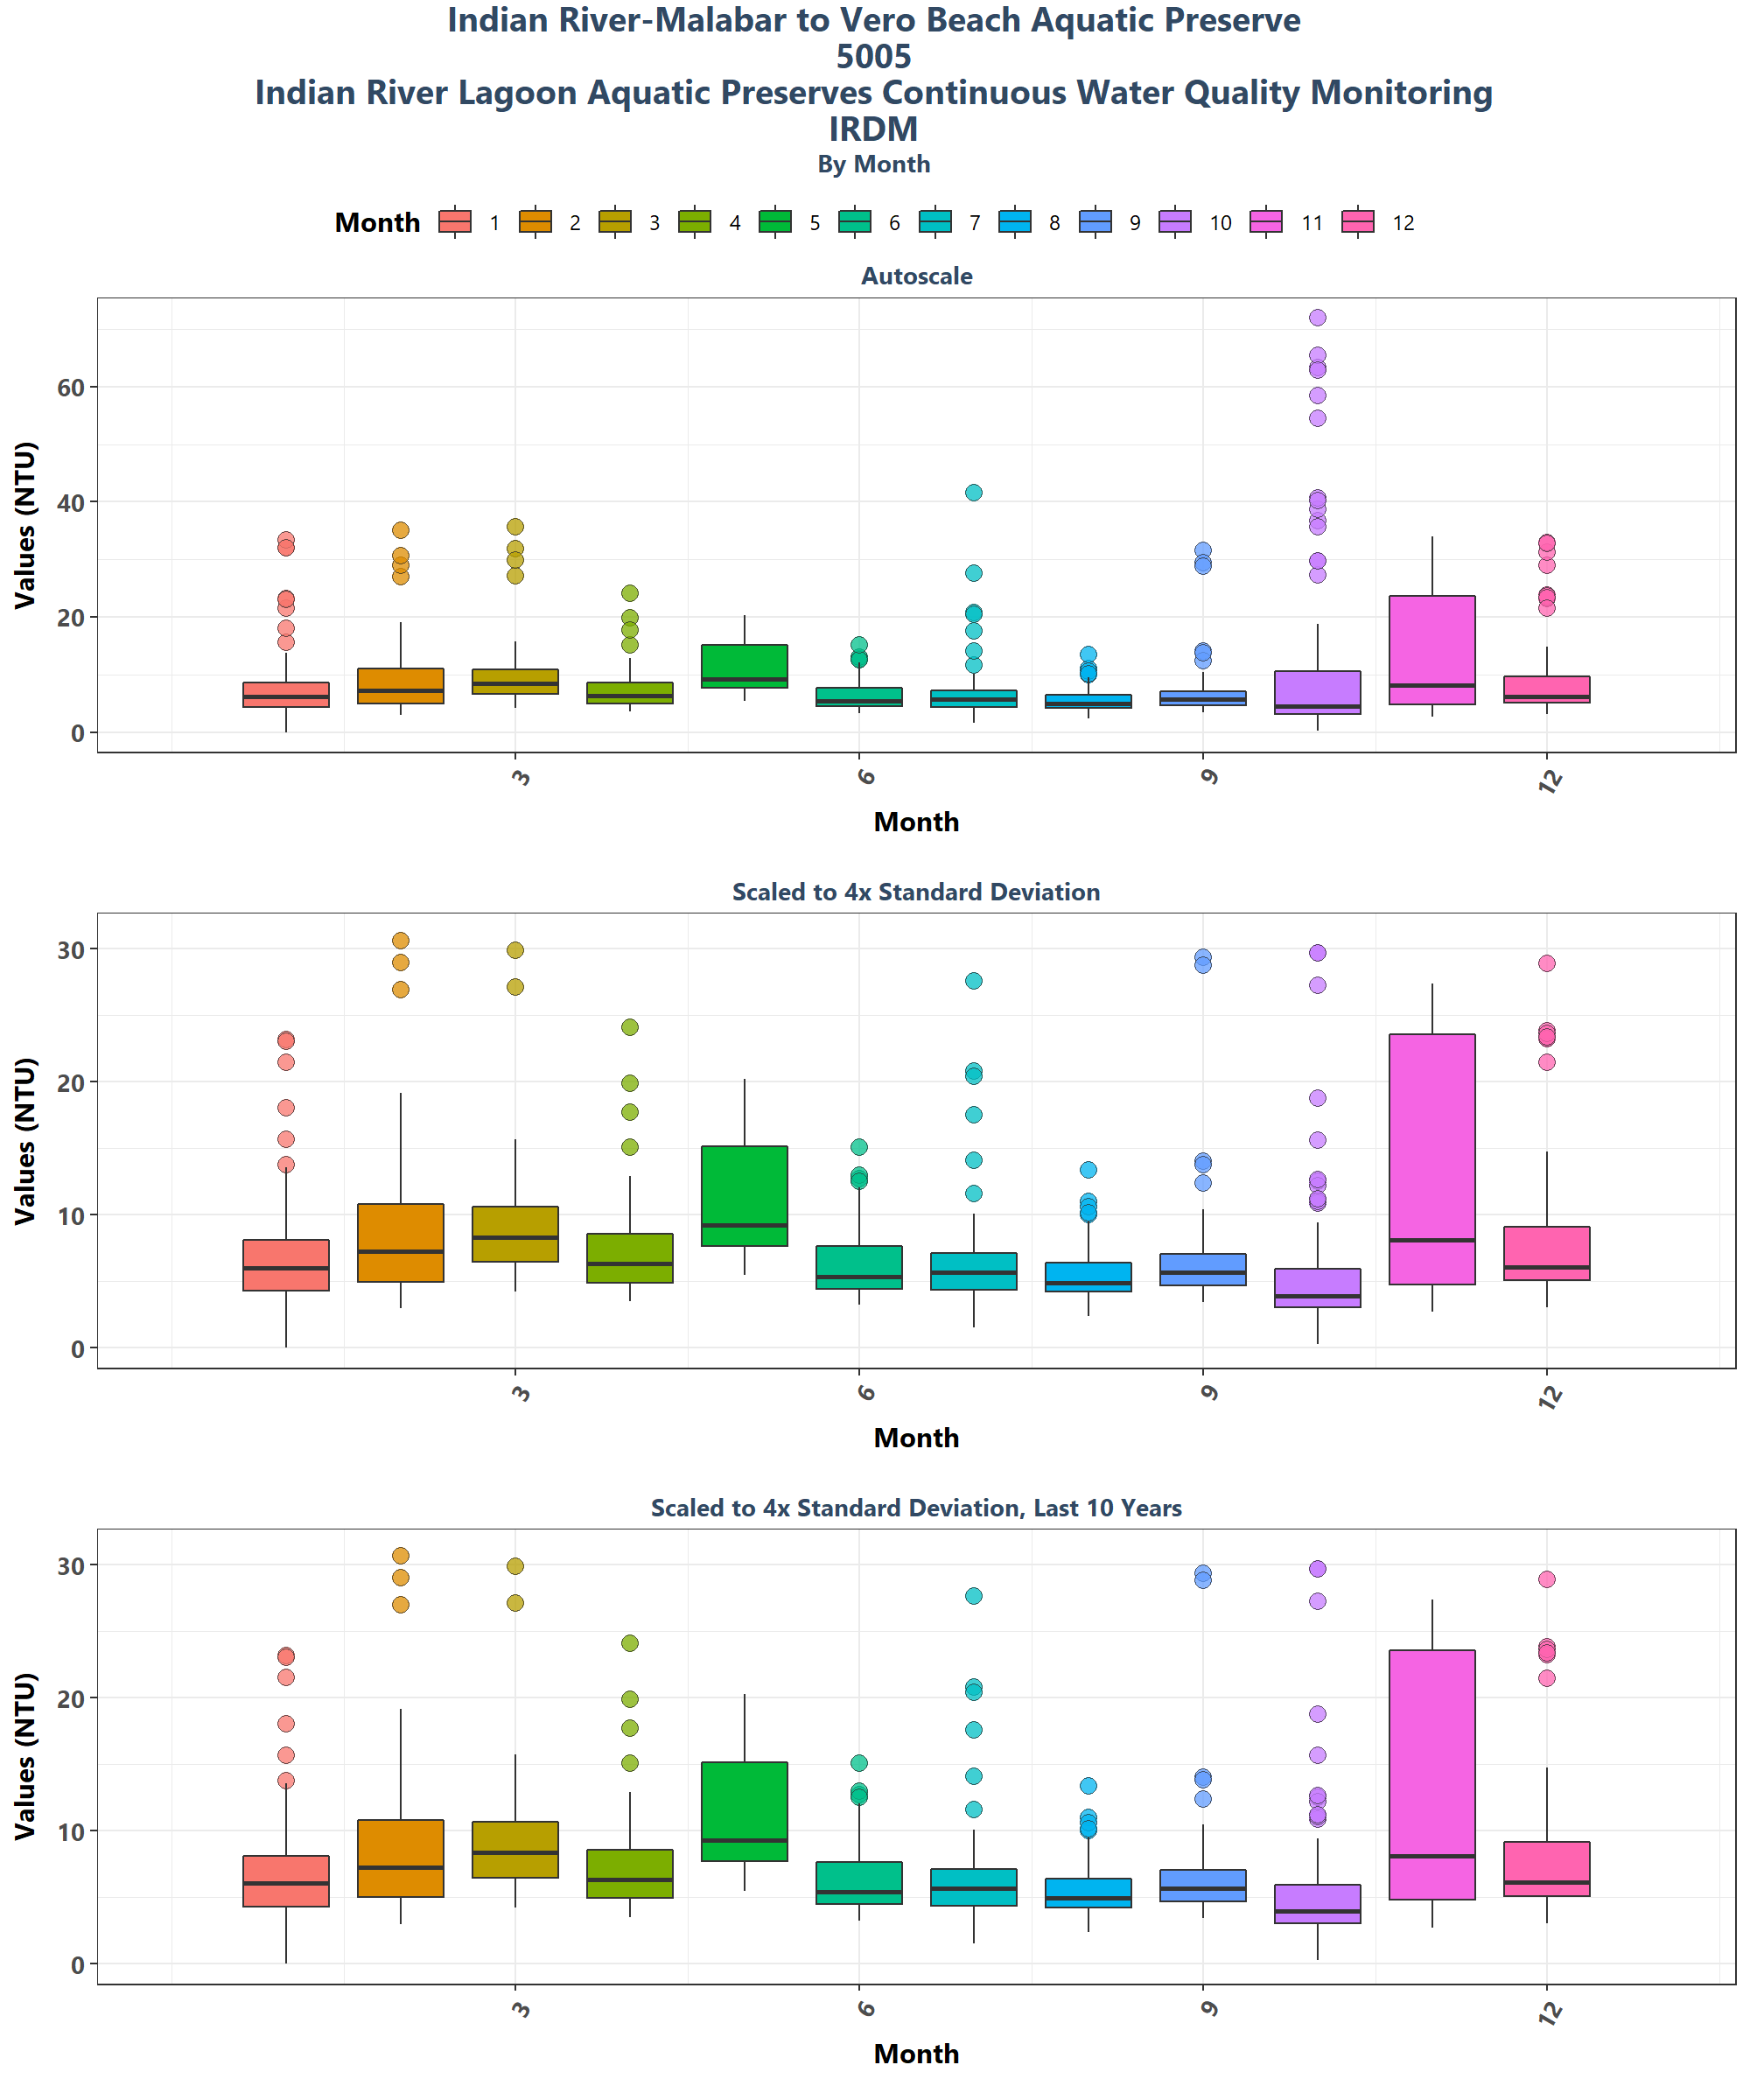 Indian River-Malabar to Vero Beach Aquatic Preserve
5005
Indian River Lagoon Aquatic Preserves Continuous Water Quality Monitoring
IRDM
By Month
Month 1 2 3 4 5 6 7 8 9 10 11 12
Autoscale
Values (NTU)
60
40
20
0
3 6 9 12
Month
Scaled to 4x Standard Deviation
Values (NTU)
30
20
10
0
3 6 9 12
Month
Scaled to 4x Standard Deviation, Last 10 Years
Values (NTU)
30
20
10
0
3 6 9 12
Month